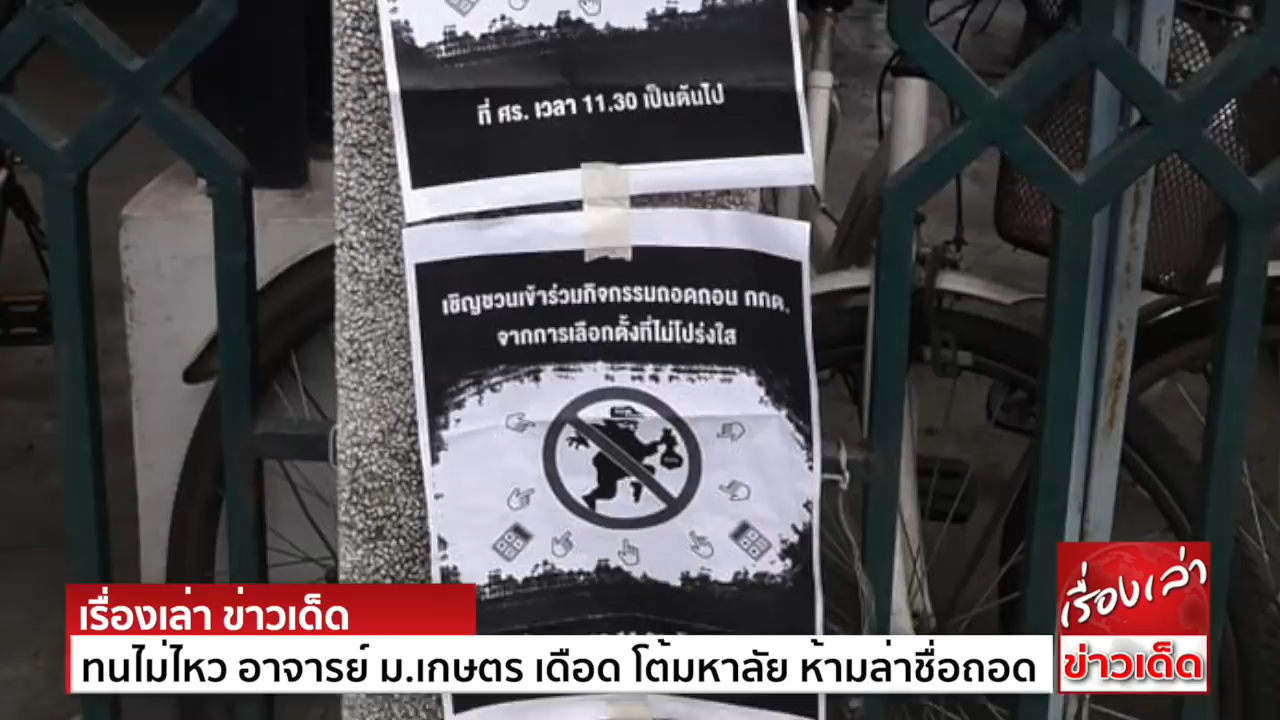 ที่ ศร. เวลา 11.30 เป็นต้นไป
เชิญชวนเข้าร่วมกิจกรรมถอดถอน กกต.
จากการเลือกตั้งที่ไม่โปร่งใส
เรื่องเล่า ข่าวเด็ด
ทนไม่ไหว อาจารย์ ม.เกษตร เดือด โต้มหาลัย ห้ามล่าชื่อถอด
เรื่องเล่า
ข่าวเด็ด